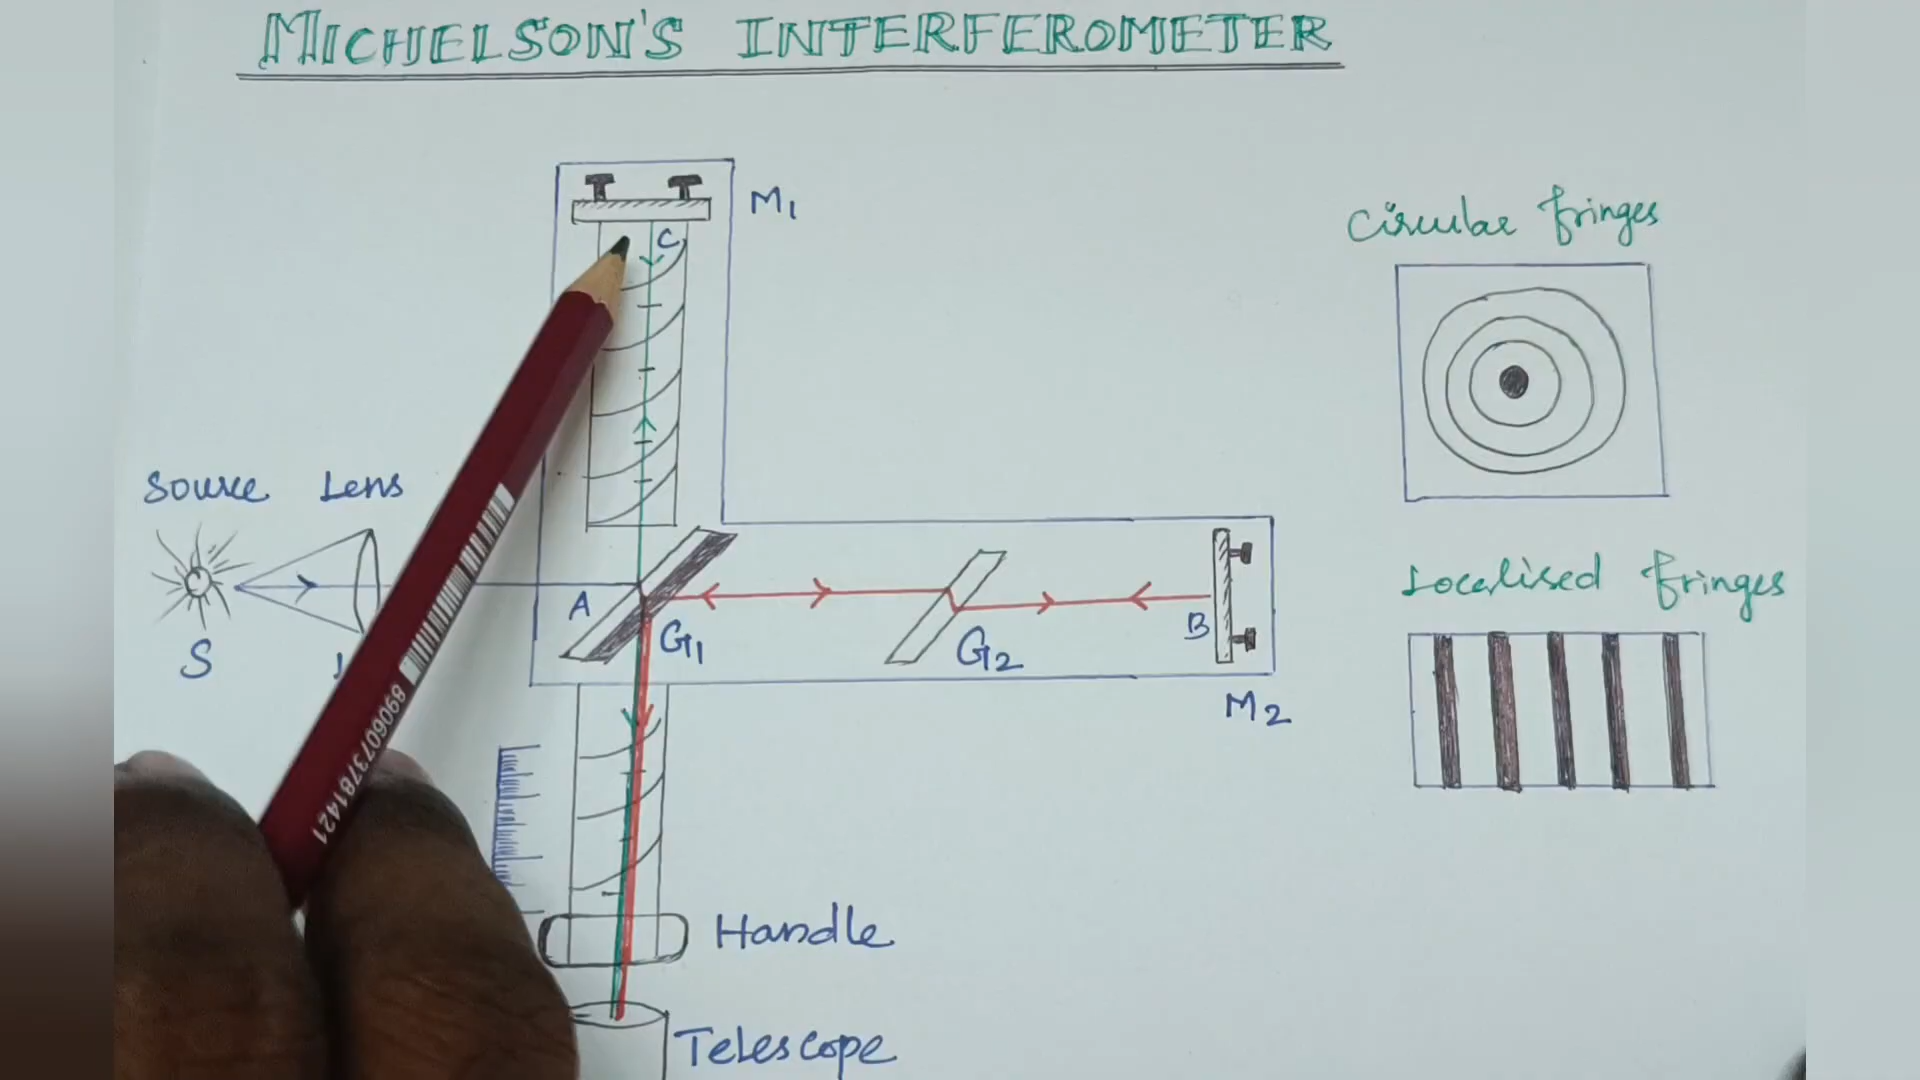 MICHELSON'S INTERFEROMETER
M1
C
Circular fringes
Source
Lens
S
A
G1
G2
B
M2
Localised fringes
8906073781421
Handle
Telescope